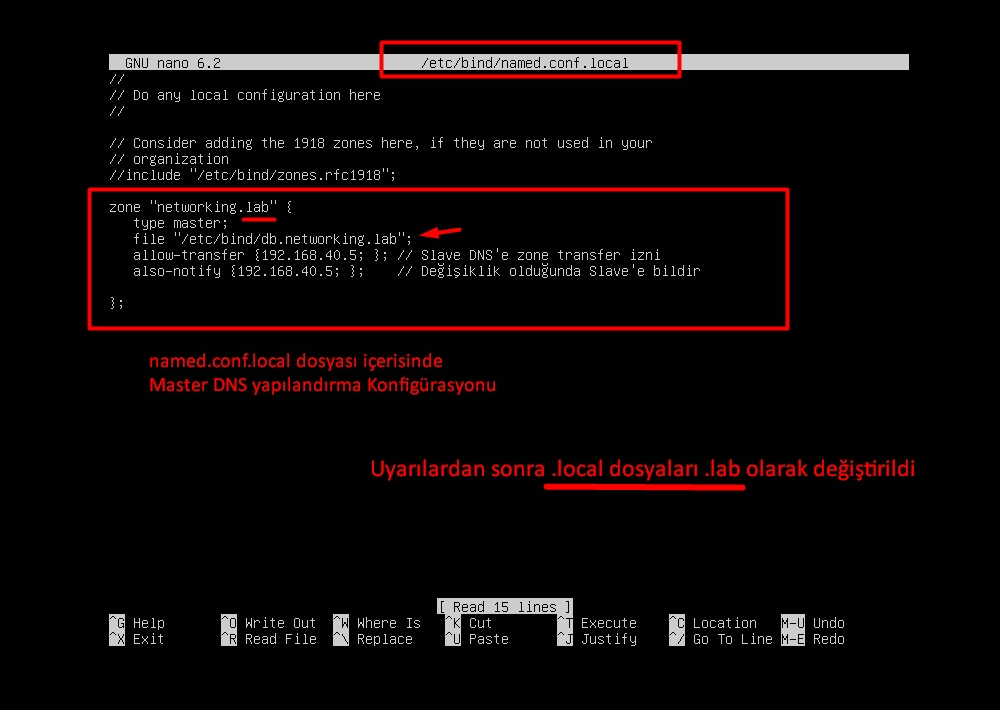 GNU nano 6.2 /etc/bind/named.conf.local
//
// Do any local configuration here
//
// Consider adding the 1918 zones here, if they are not used in your
// organization
//include "/etc/bind/zones.rfc1918";
zone "networking.lab" {
type master;
file "/etc/bind/db.networking.lab";
allow-transfer {192.168.40.5; }; // Slave DNS'e zone transfer izni
also-notify {192.168.40.5; }; // Değişiklik olduğunda Slave'e bildir
};
named.conf.local dosyası içerisinde
Master DNS yapılandırma Konfigürasyonu
Uyarılardan sonra .local dosyaları .lab olarak değiştirildi
[ Read 15 lines ]
^G Help ^O Write Out ^W Where Is ^K Cut ^T Execute ^C Location M-U Undo
^X Exit ^R Read File ^\ Replace ^U Paste ^J Justify ^/ Go To Line M-E Redo